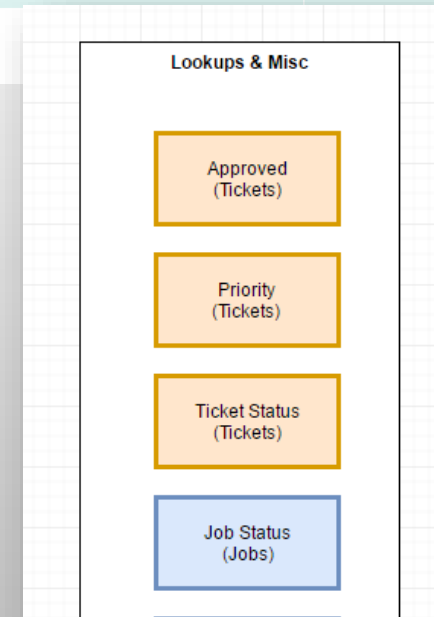 Lookups & Misc
Approved
(Tickets)
Priority
(Tickets)
Ticket Status
(Tickets)
Job Status
(Jobs)